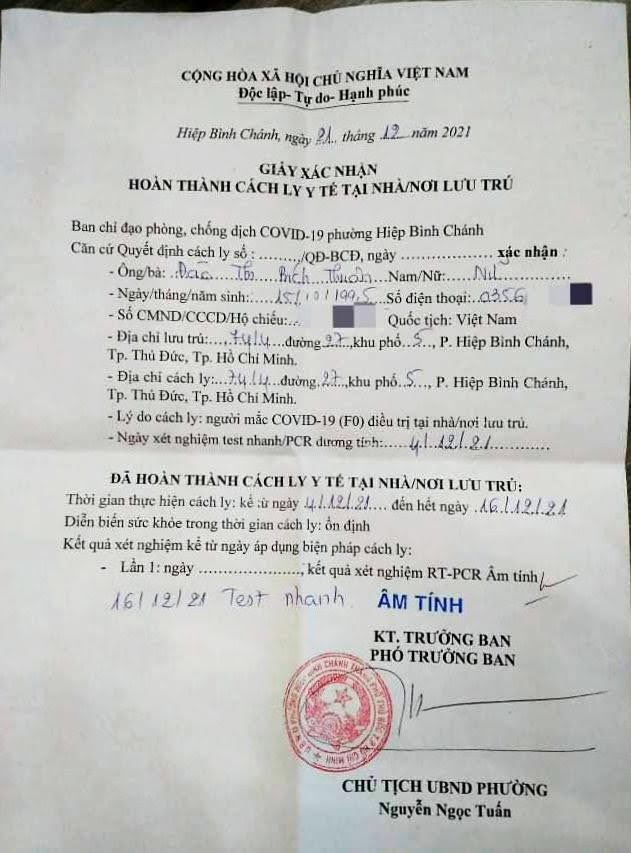 CỘNG HÒA XÃ HỘI CHỦ NGHĨA VIỆT NAM
Độc lập- Tự do- Hạnh phúc
Hiệp Bình Chánh, ngày 21 tháng 12 năm 2021
GIẤY XÁC NHẬN
HOÀN THÀNH CÁCH LY Y TẾ TẠI NHÀ/NƠI LƯU TRÚ
Ban chỉ đạo phòng, chống dịch COVID-19 phường Hiệp Bình Chánh
Căn cứ Quyết định cách ly số : ........../QĐ-BCĐ, ngày .................... xác nhận :
- Ông/bà: Đào Thị Bích Thuận Nam/Nữ: Nữ
- Ngày/tháng/năm sinh: 15/10/1995 Số điện thoại: 0356
- Số CMND/CCCD/Hộ chiếu: Quốc tịch: Việt Nam
- Địa chỉ lưu trú: 74/4 đường 27, khu phố 5, P. Hiệp Bình Chánh,
Tp. Thủ Đức, Tp. Hồ Chí Minh.
- Địa chỉ cách ly: 74/4 đường 27, khu phố 5, P. Hiệp Bình Chánh,
Tp. Thủ Đức, Tp. Hồ Chí Minh.
- Lý do cách ly: người mắc COVID-19 (F0) điều trị tại nhà/nơi lưu trú.
- Ngày xét nghiệm test nhanh/PCR dương tính: 4/12/21
ĐÃ HOÀN THÀNH CÁCH LY Y TẾ TẠI NHÀ/NƠI LƯU TRÚ:
Thời gian thực hiện cách ly: kể từ ngày 4/12/21 đến hết ngày 16/12/21
Diễn biến sức khỏe trong thời gian cách ly: ổn định
Kết quả xét nghiệm kể từ ngày áp dụng biện pháp cách ly:
- Lần 1: ngày ...................., kết quả xét nghiệm RT-PCR Âm tính
16/12/21 Test nhanh ÂM TÍNH
KT. TRƯỞNG BAN
PHÓ TRƯỞNG BAN
CHỦ TỊCH UBND PHƯỜNG
Nguyễn Ngọc Tuấn